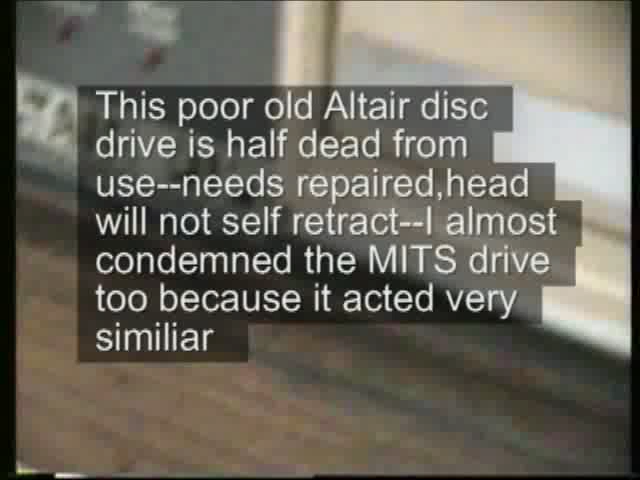 This poor old Altair disc
drive is half dead from
use--needs repaired,head
will not self retract--I almost
condemned the MITS drive
too because it acted very
similiar